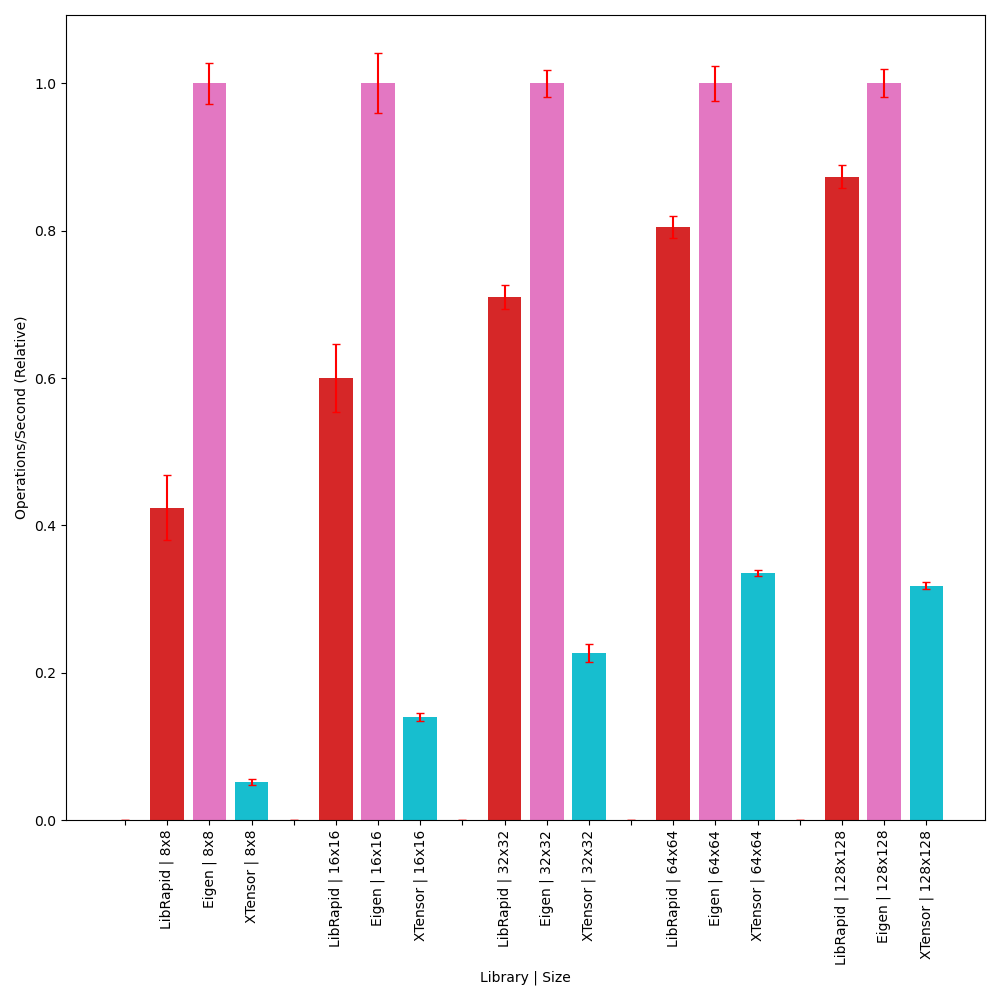 Operations/Second (Relative)
1.0
0.8
0.6
0.4
0.2
0.0
LibRapid | 8x8
Eigen | 8x8
XTensor | 8x8
LibRapid | 16x16
Eigen | 16x16
XTensor | 16x16
LibRapid | 32x32
Eigen | 32x32
XTensor | 32x32
LibRapid | 64x64
Eigen | 64x64
XTensor | 64x64
LibRapid | 128x128
Eigen | 128x128
XTensor | 128x128
Library | Size